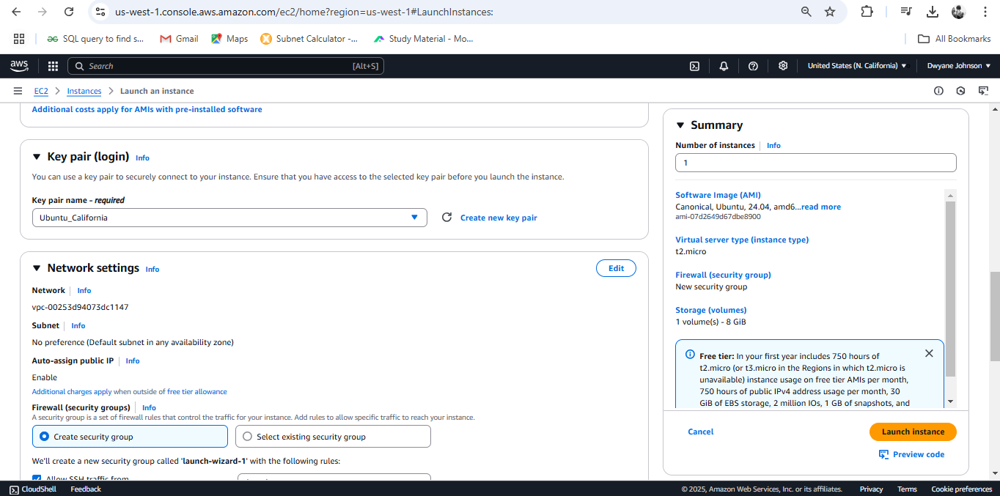 us-west-1.console.aws.amazon.com/ec2/home?region=us-west-1#LaunchInstances:
SQL query to find s... Gmail Maps Subnet Calculator -... Study Material - Mo... All Bookmarks
aws Search [Alt+S] United States (N. California) Dwyane Johnson
EC2 Instances Launch an instance
Additional costs apply for AMIs with pre-installed software
Key pair (login) Info
You can use a key pair to securely connect to your instance. Ensure that you have access to the selected key pair before you launch the instance.
Key pair name - required
Ubuntu_California
Create new key pair
Network settings Info
Edit
Network Info
vpc-00253d94073dc1147
Subnet Info
No preference (Default subnet in any availability zone)
Auto-assign public IP Info
Enable
Additional charges apply when outside of free tier allowance
Firewall (security groups) Info
A security group is a set of firewall rules that control the traffic for your instance. Add rules to allow specific traffic to reach your instance.
Create security group
Select existing security group
We'll create a new security group called 'launch-wizard-1' with the following rules:
Allow SSH traffic from
Summary
Number of instances Info
1
Software Image (AMI)
Canonical, Ubuntu, 24.04, amd6...read more
ami-07d2649d67dbe8900
Virtual server type (instance type)
t2.micro
Firewall (security group)
New security group
Storage (volumes)
1 volume(s) - 8 GiB
Free tier: In your first year includes 750 hours of
t2.micro (or t3.micro in the Regions in which t2.micro is
unavailable) instance usage on free tier AMIs per month,
750 hours of public IPv4 address usage per month, 30
GiB of EBS storage, 2 million IOs, 1 GB of snapshots, and
Cancel
Launch instance
Preview code
CloudShell Feedback © 2025, Amazon Web Services, Inc. or its affiliates. Privacy Terms Cookie preferences